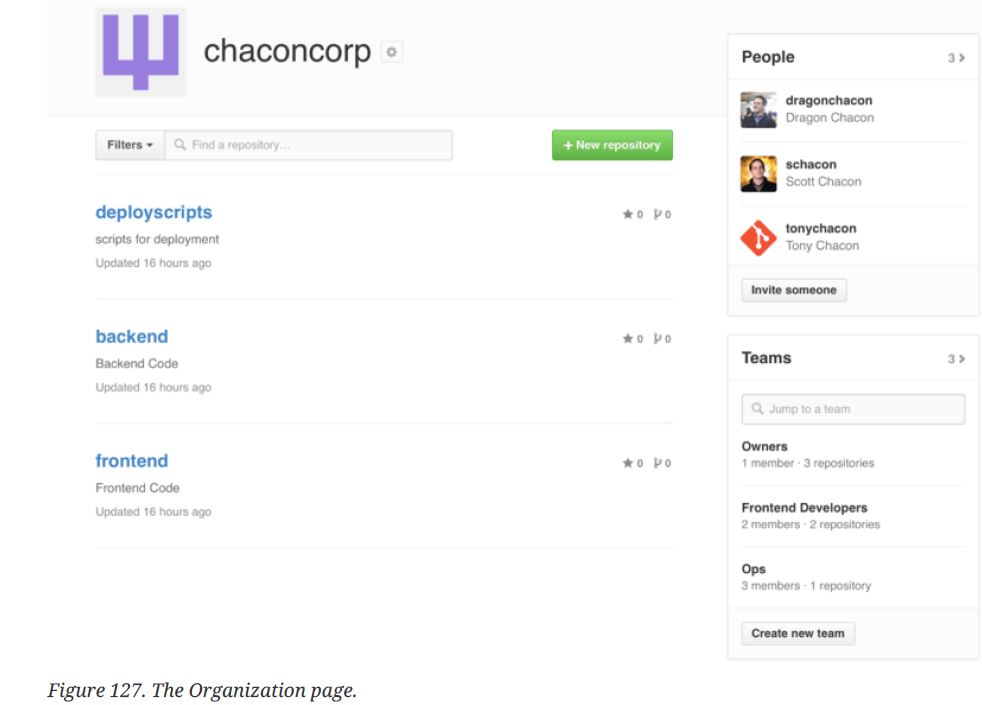 chaoncorp
Filters
Find a repository...
+ New repository
deployscripts
★ 0 0
scripts for deployment
Updated 16 hours ago
backend
★ 0 0
Backend Code
Updated 16 hours ago
frontend
★ 0 0
Frontend Code
Updated 16 hours ago
People
3 >
dragonchacon
Dragon Chacon
schacon
Scott Chacon
tonychacon
Tony Chacon
Invite someone
Teams
3 >
Jump to a team
Owners
1 member · 3 repositories
Frontend Developers
2 members · 2 repositories
Ops
3 members · 1 repository
Create new team
Figure 127. The Organization page.